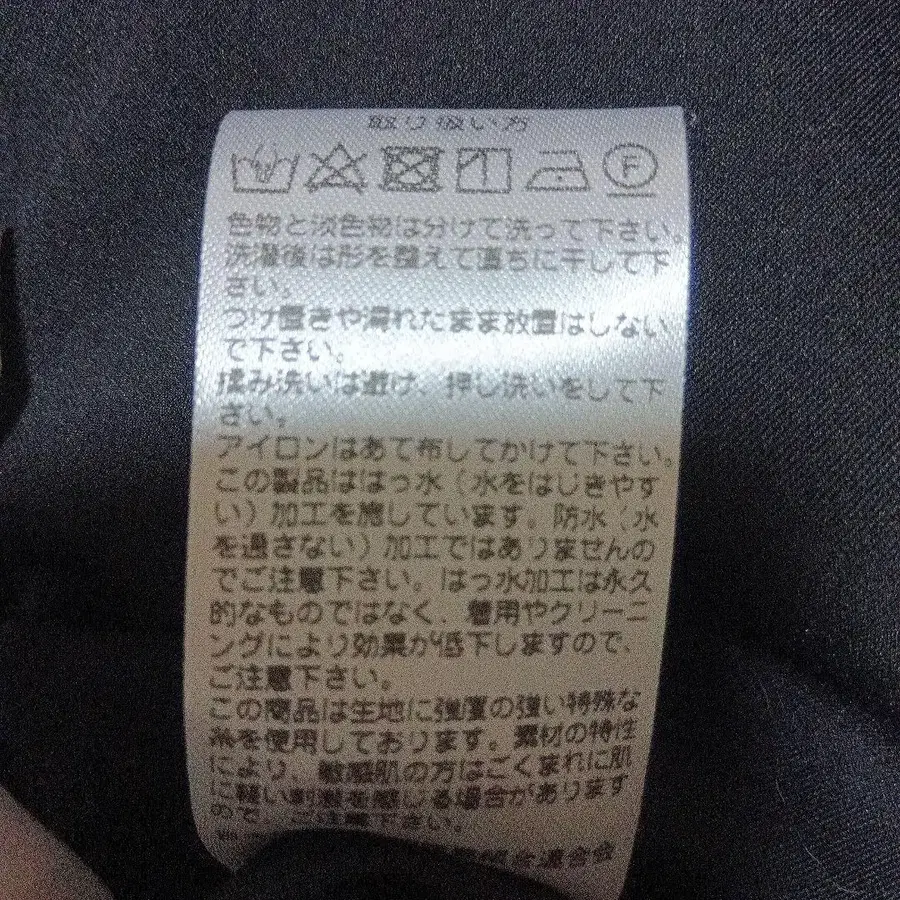 取り扱い方
F
色物と淡色物は分けて洗って下さい。
洗濯後は形を整えて直ちに干して下
さい。
つけ置きや濡れたまま放置はしない
で下さい。
揉み洗いは避け、押し洗いをして下
さい。
アイロンはあて布してかけて下さい。
この製品ははっ水（水をはじきやす
い）加工を施しています。防水（水
を通さない）加工ではありませんの
でご注意下さい。はっ水加工は永久
的なものではなく、着用やクリーニ
ングにより効果が低下しますので、
ご注意下さい。
この商品は生地に強度の強い特殊な
糸を使用しております。素材の特性
により、敏感肌の方はごくまれに肌
に軽い刺激を感じる場合があります
ので、ご注意下さい。
組合連合会